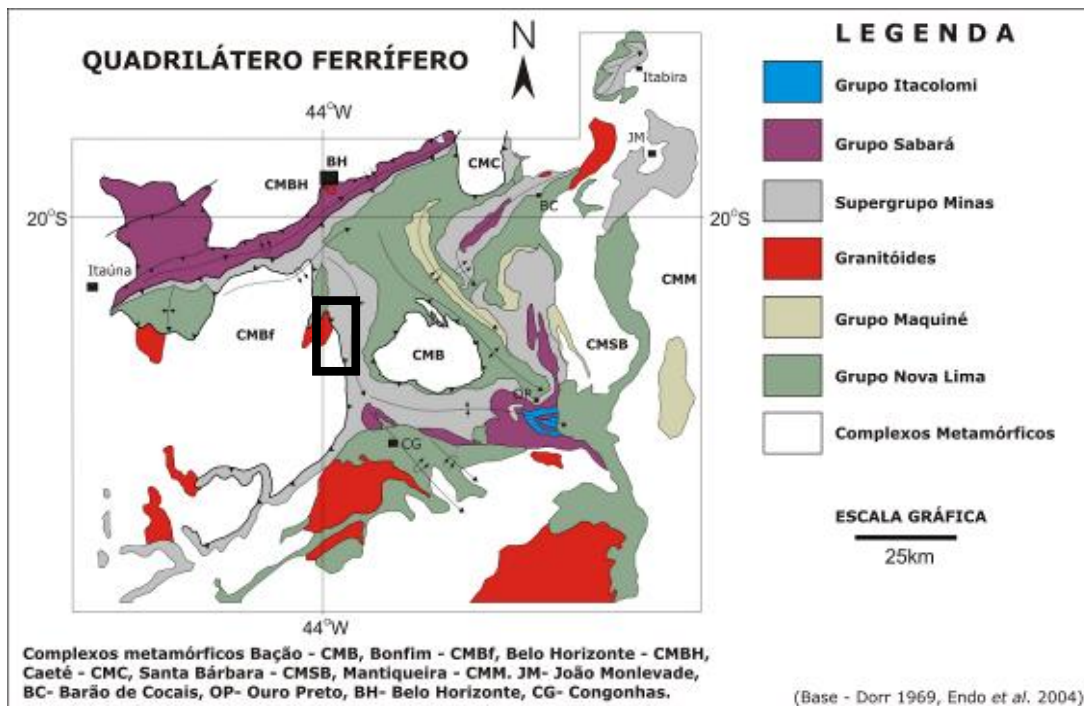 QUADRILÁTERO FERRÍFERO
N
44°W
BH
CMBH
CMC
Itabira
JM
BC
20°S
20°S
Itaúna
CMM
CMBf
CMB
CMSB
OP
CG
44°W
LEGENDA
Grupo Itacolomi
Grupo Sabará
Supergrupo Minas
Granitóides
Grupo Maquiné
Grupo Nova Lima
Complexos Metamórficos
ESCALA GRÁFICA
25km
Complexos metamórficos Bação - CMB, Bonfim - CMBf, Belo Horizonte - CMBH,
Caeté - CMC, Santa Bárbara - CMSB, Mantiqueira - CMM. JM- João Monlevade,
BC- Barão de Cocais, OP- Ouro Preto, BH- Belo Horizonte, CG- Congonhas.
(Base - Dorr 1969, Endo et al. 2004)